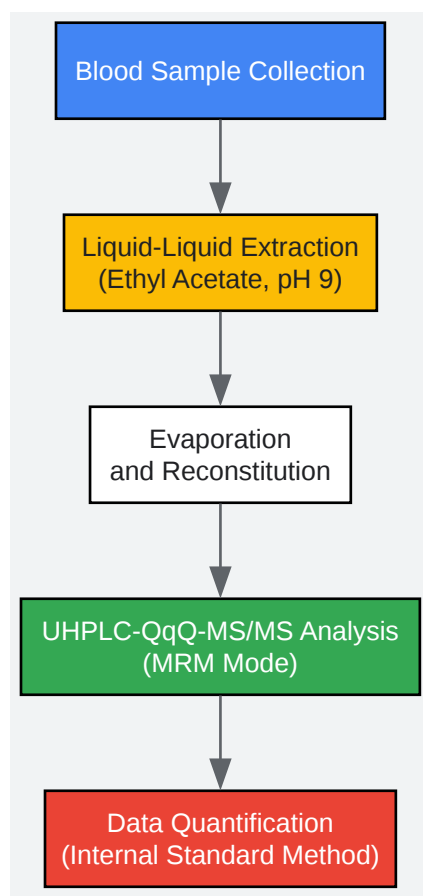 Blood Sample Collection
Liquid-Liquid Extraction
(Ethyl Acetate, pH 9)
Evaporation
and Reconstitution
UHPLC-QqQ-MS/MS Analysis
(MRM Mode)
Data Quantification
(Internal Standard Method)